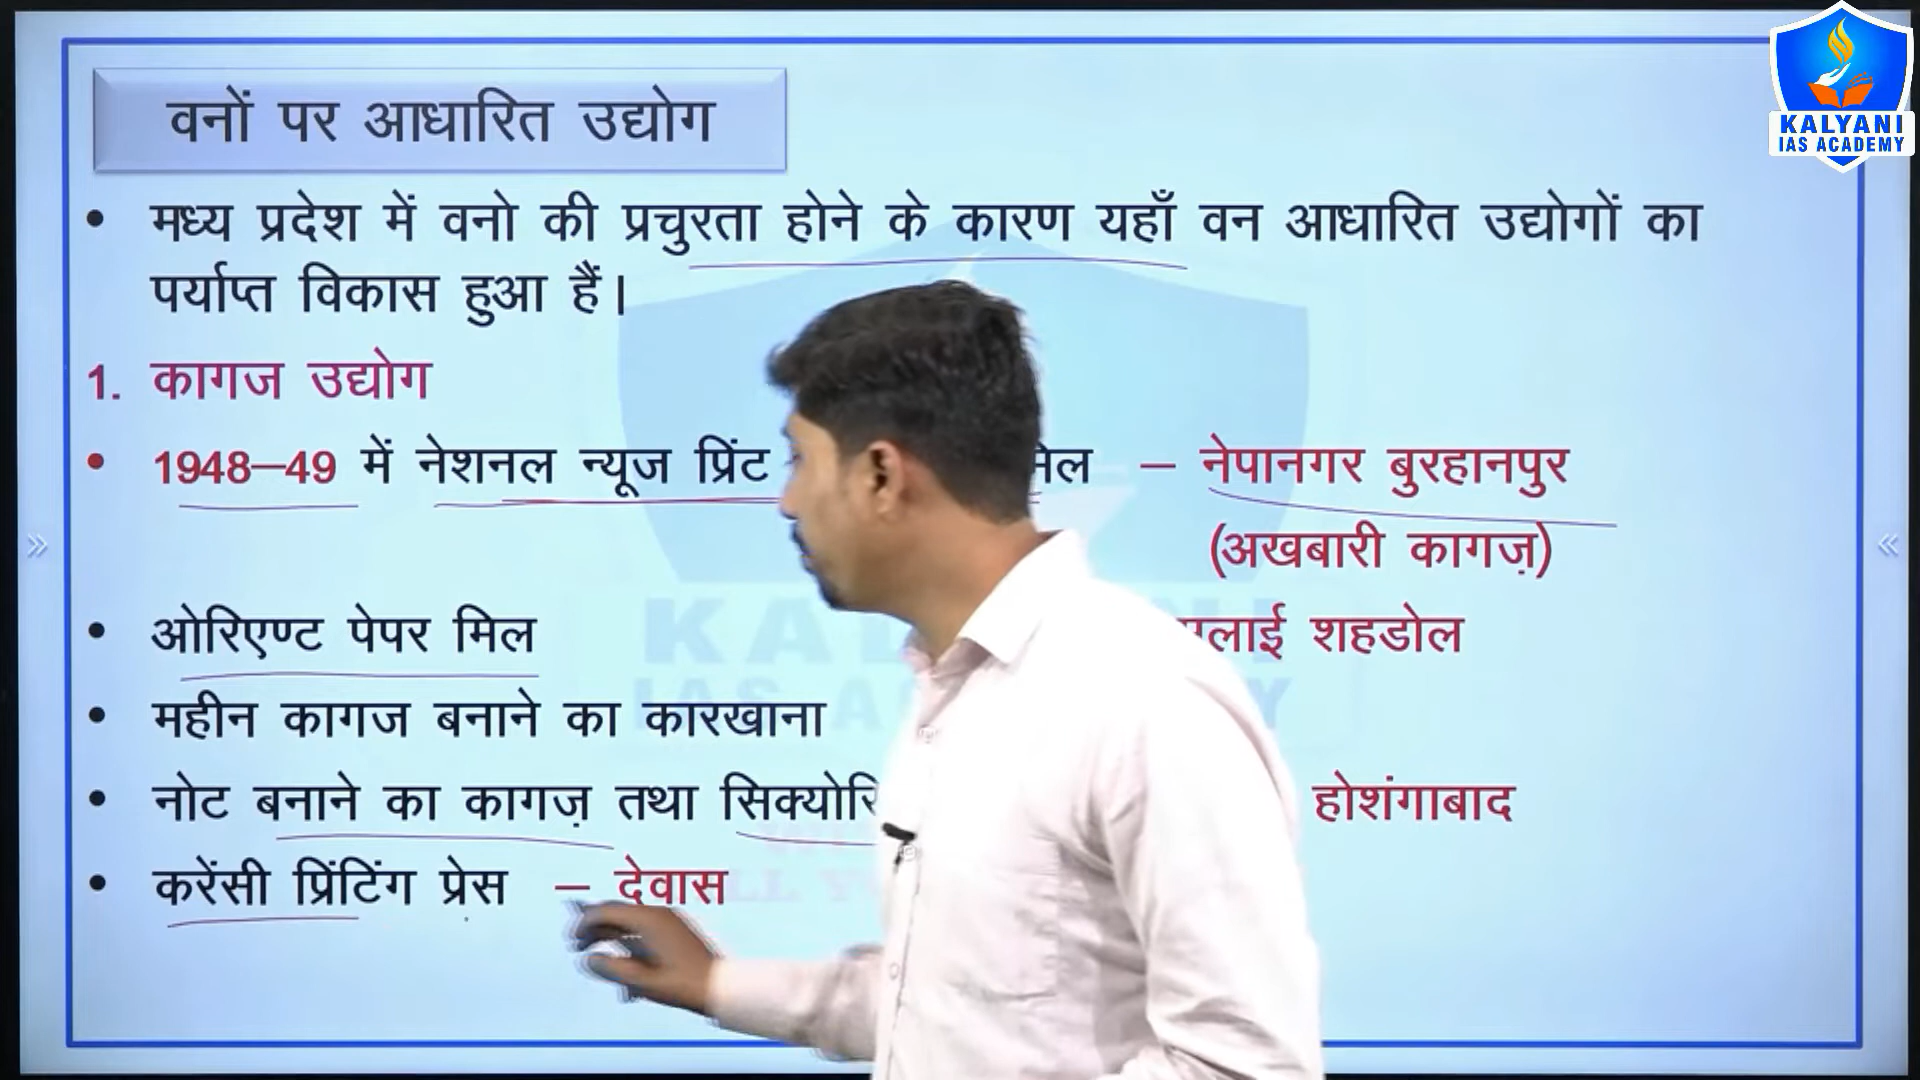 KALYANI
IAS ACADEMY
वनों पर आधारित उद्योग
• मध्य प्रदेश में वनो की प्रचुरता होने के कारण यहाँ वन आधारित उद्योगों का
पर्याप्त विकास हुआ हैं।
1. कागज उद्योग
• 1948–49 में नेशनल न्यूज प्रिंट – नेपानगर बुरहानपुर
(अखबारी कागज़)
• ओरिएण्ट पेपर मिल शहडोल
• महीन कागज बनाने का कारखाना
• नोट बनाने का कागज़ तथा होशंगाबाद
• करेंसी प्रिंटिंग प्रेस – देवास